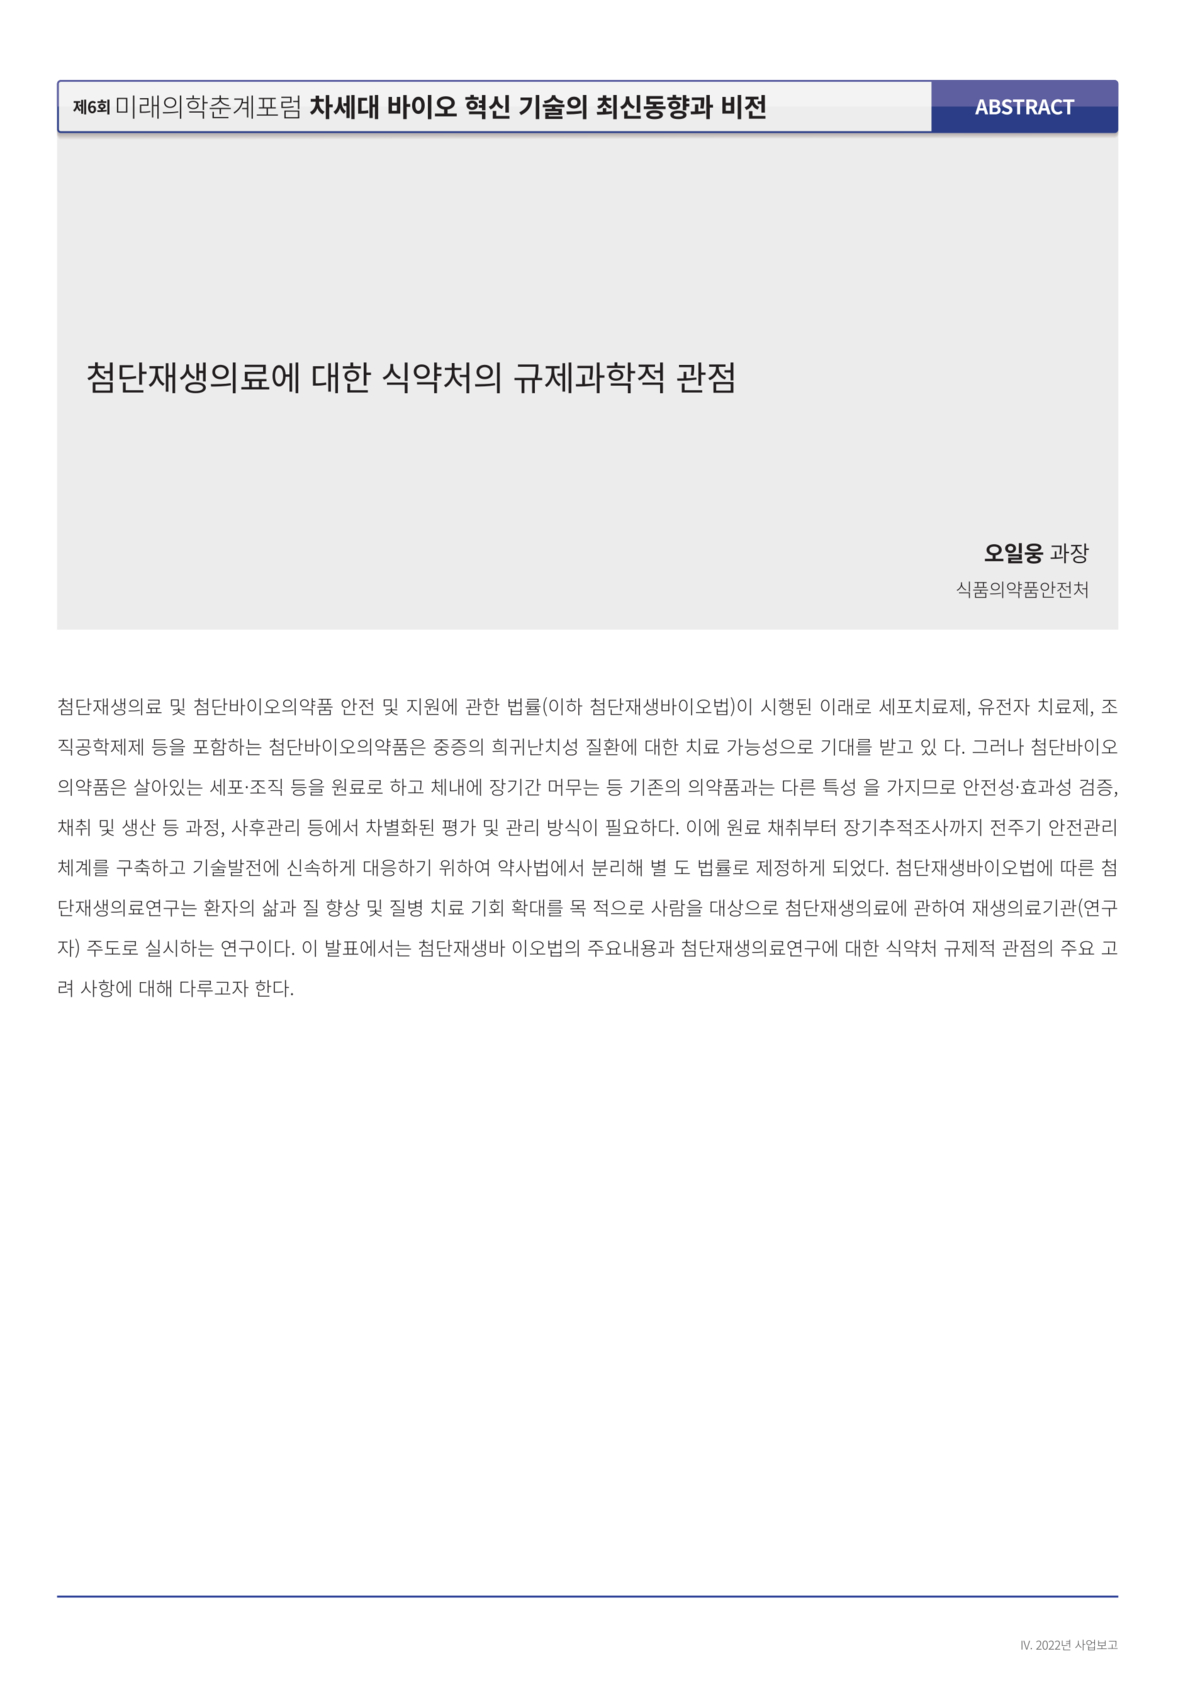 제6회 미래의학춘계포럼 차세대 바이오 혁신 기술의 최신동향과 비전
ABSTRACT
첨단재생의료에 대한 식약처의 규제과학적 관점
오일웅 과장
식품의약품안전처
첨단재생의료 및 첨단바이오의약품 안전 및 지원에 관한 법률(이하 첨단재생바이오법)이 시행된 이래로 세포치료제, 유전자 치료제, 조
직공학제제 등을 포함하는 첨단바이오의약품은 중증의 희귀난치성 질환에 대한 치료 가능성으로 기대를 받고 있 다. 그러나 첨단바이오
의약품은 살아있는 세포·조직 등을 원료로 하고 체내에 장기간 머무는 등 기존의 의약품과는 다른 특성 을 가지므로 안전성·효과성 검증,
채취 및 생산 등 과정, 사후관리 등에서 차별화된 평가 및 관리 방식이 필요하다. 이에 원료 채취부터 장기추적조사까지 전주기 안전관리
체계를 구축하고 기술발전에 신속하게 대응하기 위하여 약사법에서 분리해 별 도 법률로 제정하게 되었다. 첨단재생바이오법에 따른 첨
단재생의료연구는 환자의 삶과 질 향상 및 질병 치료 기회 확대를 목 적으로 사람을 대상으로 첨단재생의료에 관하여 재생의료기관(연구
자) 주도로 실시하는 연구이다. 이 발표에서는 첨단재생바 이오법의 주요내용과 첨단재생의료연구에 대한 식약처 규제적 관점의 주요 고
려 사항에 대해 다루고자 한다.
Ⅳ. 2022년 사업보고